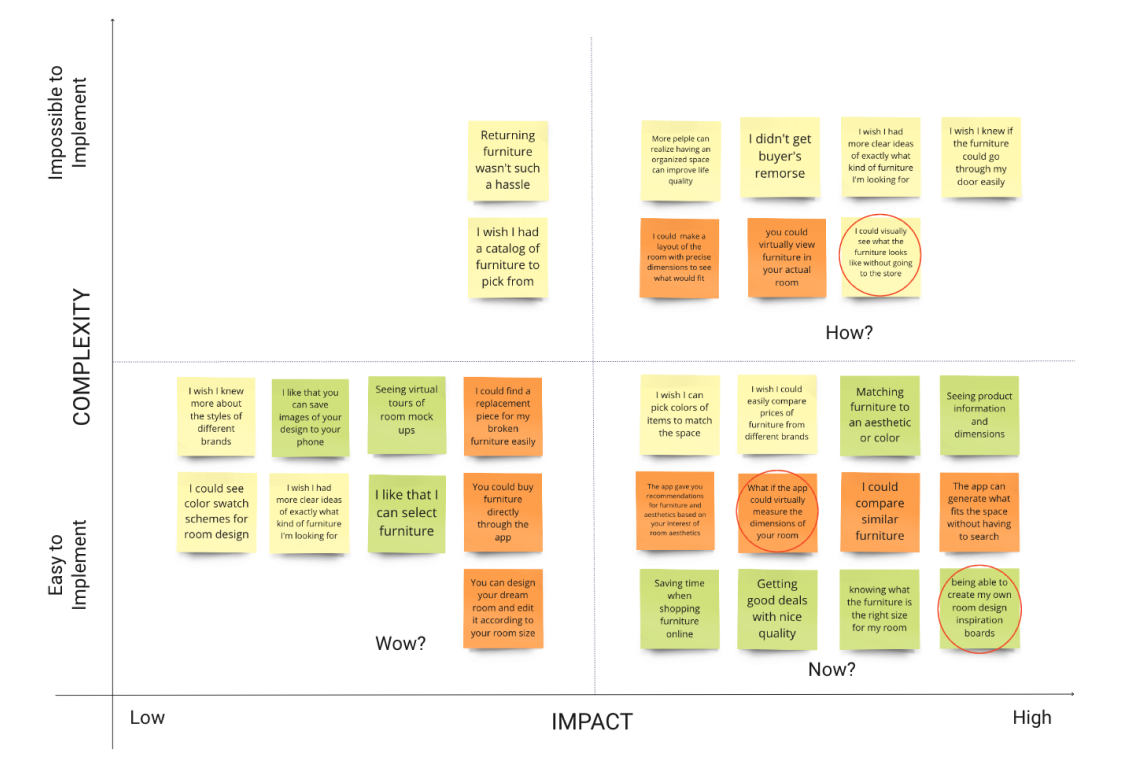 Impossible to
Implement
COMPLEXITY
Easy to
Implement
Returning
furniture
wasn't such
a hassle
I wish I had
a catalog of
furniture to
pick from
More pelple can
realize having an
organized space
can improve life
quality
I didn't get
buyer's
remorse
I wish I had
more clear ideas
of exactly what
kind of furniture
I'm looking for
I wish I knew if
the furniture
could go
through my
door easily
I could make a
layout of the
room with precise
dimensions to see
what would fit
you could
virtually view
furniture in
your actual
room
I could visually
see what the
furniture looks
like without going
to the store
How?
I wish I knew
more about
the styles of
different
brands
I like that you
can save
images of your
design to your
phone
Seeing virtual
tours of
room mock
ups
I could find a
replacement
piece for my
broken
furniture easily
I could see
color swatch
schemes for
room design
I wish I had
more clear ideas
of exactly what
kind of furniture
I'm looking for
I like that I
can select
furniture
You could buy
furniture
directly
through the
app
You can design
your dream
room and edit
it according to
your room size
Wow?
I wish I can
pick colors of
items to match
the space
I wish I could
easily compare
prices of
furniture from
different brands
Matching
furniture to
an aesthetic
or color
Seeing product
information
and
dimensions
The app gave you
recommendations
for furniture and
aesthetics based on
your interest of
room aesthetics
What if the app
could virtually
measure the
dimensions of
your room
I could
compare
similar
furniture
The app can
generate what
fits the space
without having
to search
Saving time
when
shopping
furniture
online
Getting
good deals
with nice
quality
knowing what
the furniture is
the right size
for my room
being able to
create my own
room design
inspiration
boards
Now?
Low
IMPACT
High